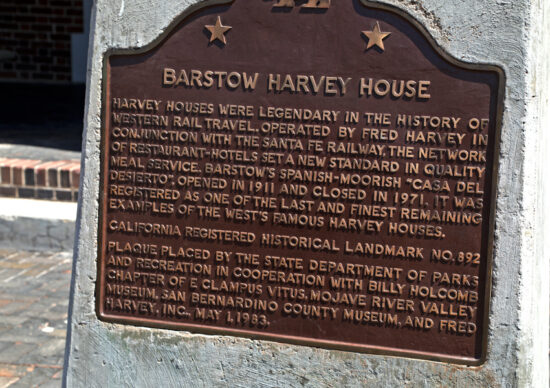 BARSTOW HARVEY HOUSE
HARVEY HOUSES WERE LEGENDARY IN THE HISTORY OF
WESTERN RAIL TRAVEL. OPERATED BY FRED HARVEY IN
CONJUNCTION WITH THE SANTA FE RAILWAY, THE NETWORK
OF RESTAURANT-HOTELS SET A NEW STANDARD IN QUALITY
MEAL SERVICE. BARSTOW'S SPANISH-MOORISH "CASA DEL
DESIERTO", OPENED IN 1911 AND CLOSED IN 1971. IT WAS
REGISTERED AS ONE OF THE LAST AND FINEST REMAINING
EXAMPLES OF THE WEST'S FAMOUS HARVEY HOUSES.
CALIFORNIA REGISTERED HISTORICAL LANDMARK NO. 892
PLAQUE PLACED BY THE STATE DEPARTMENT OF PARKS
AND RECREATION IN COOPERATION WITH BILLY HOLCOMB
CHAPTER OF E CLAMPUS VITUS, MOJAVE RIVER VALLEY
MUSEUM, SAN BERNARDINO COUNTY MUSEUM, AND FRED
HARVEY, INC., MAY 1, 1983.